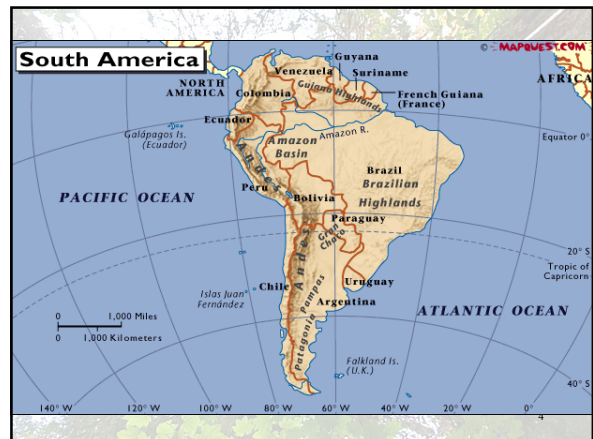 South America
© MAPQUEST.COM
Guyana
Venezuela
Suriname
NORTH
AMERICA
Colombia
Guiana Highlands
French Guiana
(France)
AFRICA
Ecuador
Galápagos Is.
(Ecuador)
Amazon R.
Amazon
Basin
Equator 0°
Andes
Peru
Brazil
Brazilian
Highlands
PACIFIC OCEAN
Bolivia
Paraguay
Gran
Chaco
Andes
20° S
Tropic of
Capricorn
Chile
Islas Juan
Fernández
Uruguay
Pampas
Argentina
ATLANTIC OCEAN
0 1,000 Miles
0 1,000 Kilometers
Patagonia
Falkland Is.
(U.K.)
40° S
140° W 120° W 100° W 80° W 60° W 40° W 20° W 0°
4